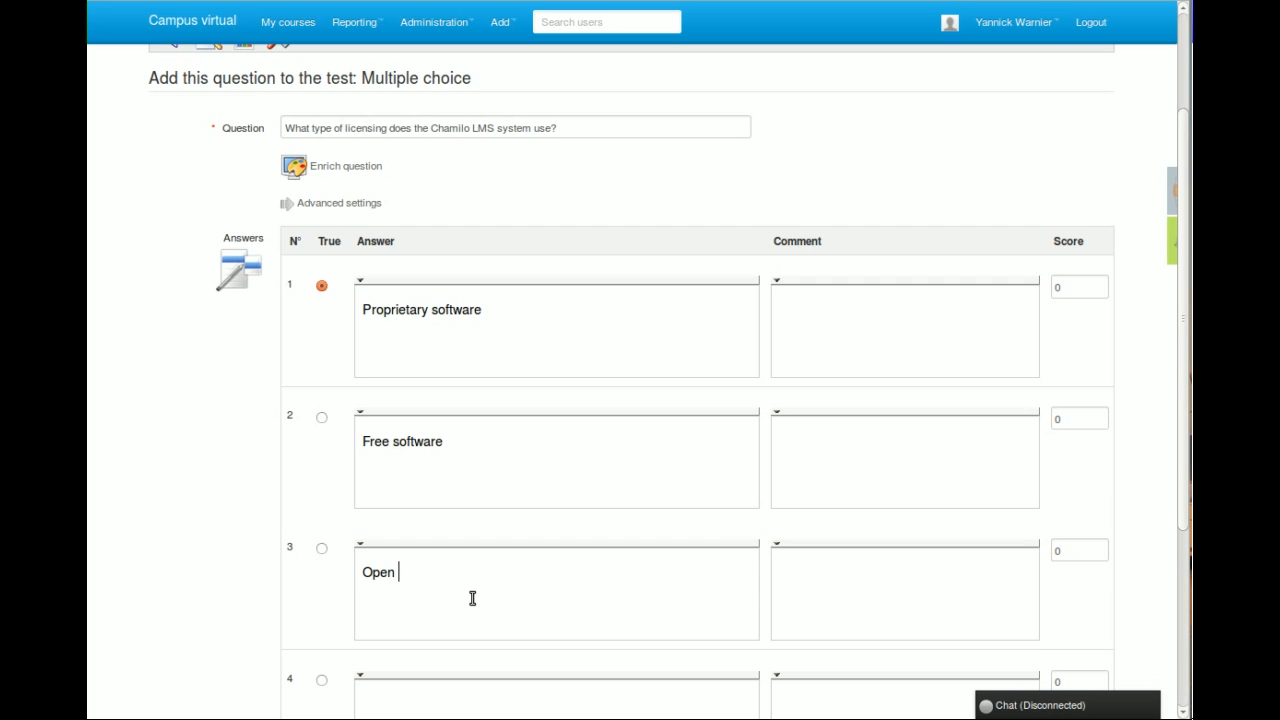 Campus virtual My courses Reporting Administration Add Search users Yannick Warnier Logout
Add this question to the test: Multiple choice
* Question What type of licensing does the Chamilo LMS system use?
Enrich question
Advanced settings
Answers N° True Answer Comment Score
1 Proprietary software 0
2 Free software 0
3 Open 0
4 0
Chat (Disconnected)